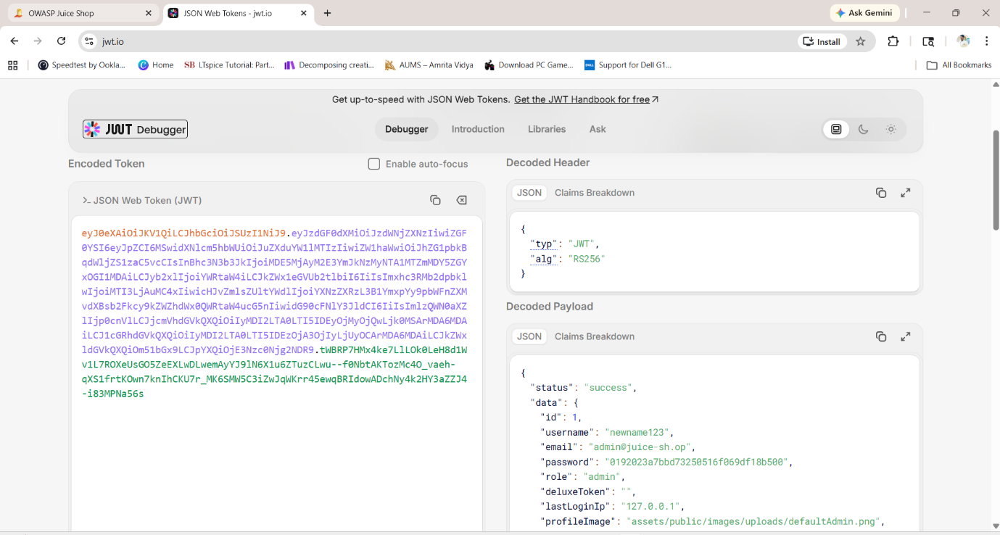 OWASP Juice Shop
JSON Web Tokens - jwt.io
Ask Gemini
jwt.io
Install
Speedtest by Ookla...
Home
SB LTspice Tutorial: Part...
Decomposing creati...
AUMS – Amrita Vidya
Download PC Game...
DELL Support for Dell G1...
All Bookmarks
Get up-to-speed with JSON Web Tokens. Get the JWT Handbook for free
JWT Debugger
Debugger
Introduction
Libraries
Ask
Encoded Token
Enable auto-focus
JSON Web Token (JWT)
eyJ0eXAiOiJKV1QiLCJhbGciOiJSUzI1NiJ9.eyJzdGF0dXMiOiJzdWNjZXNzIiwiZGF
0YSI6eyJpZCI6MSwidXNlcm5hbWUiOiJuZXduYW1lMTIzIiwiZW1haWwiOiJhZG1pbkB
qdWljZS1zaC5vcCIsInBhc3N3b3JkIjoiMDE5MjAyM2E3YmJkNzMyNTA1MTZmMDY5ZGY
xOGI1MDAiLCJyb2xlIjoiYWRtaW4iLCJkZWx1eGVUb2tlbiI6IiIsImxhc3RMb2dpbkl
wIjoiMTI3LjAuMC4xIiwicHJvZmlsZUltYWdlIjoiYXNzZXRzL3B1YmxpYy9pbWFnZXM
vdXBsb2Fkcy9kZWZhdWx0QWRtaW4ucG5nIiwidG90cFNlY3JldCI6IiIsImlzQWN0aXZ
lIjp0cnVlLCJjcmVhdGVkQXQiOiIyMDI2LTA0LTI5IDEyOjMyOjQwLjk0MSArMDA6MDA
iLCJ1cGRhdGVkQXQiOiIyMDI2LTA0LTI5IDEzOjA3OjIyLjUyOCArMDA6MDAiLCJkZWx
ldGVkQXQiOm51bGx9LCJpYXQiOjE3Nzc0Njg2NDR9.tWBRP7HMx4ke7LlLOk0LeH8d1W
v1L7ROXeUsGO5ZeEXLwDLwemAyYJ9lN6X1u6ZTuzCLwu--f0NbtAKTozMc4O_vaeh-
qXS1frtKOwn7knIhCKU7r_MK6SMW5C3iZwJqWKrr45ewqBRIdowADchNy4k2HY3aZZJ4
-i83MPNa56s
Decoded Header
JSON
Claims Breakdown
{
"typ": "JWT",
"alg": "RS256"
}
Decoded Payload
JSON
Claims Breakdown
{
"status": "success",
"data": {
"id": 1,
"username": "newname123",
"email": "admin@juice-sh.op",
"password": "0192023a7bbd73250516f069df18b500",
"role": "admin",
"deluxeToken": "",
"lastLoginIp": "127.0.0.1",
"profileImage": "assets/public/images/uploads/defaultAdmin.png",